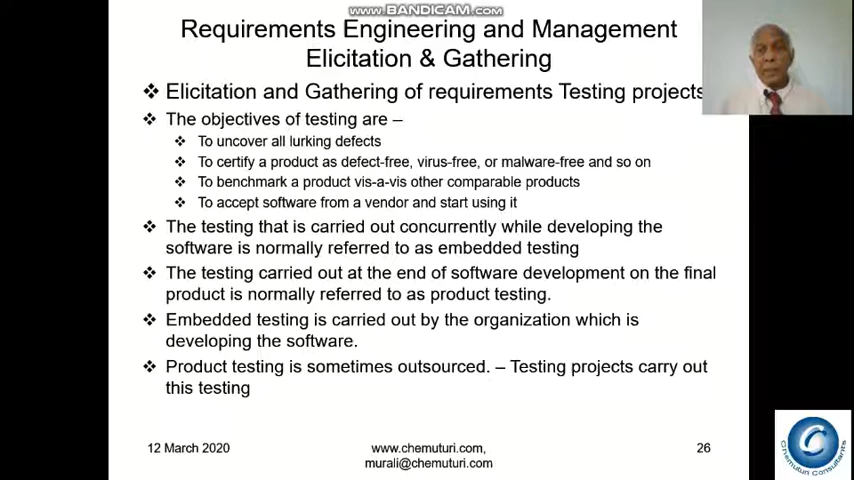 www.BANDICAM.com
Requirements Engineering and Management
Elicitation & Gathering
❖ Elicitation and Gathering of requirements Testing projects
❖ The objectives of testing are –
❖ To uncover all lurking defects
❖ To certify a product as defect-free, virus-free, or malware-free and so on
❖ To benchmark a product vis-a-vis other comparable products
❖ To accept software from a vendor and start using it
❖ The testing that is carried out concurrently while developing the
software is normally referred to as embedded testing
❖ The testing carried out at the end of software development on the final
product is normally referred to as product testing.
❖ Embedded testing is carried out by the organization which is
developing the software.
❖ Product testing is sometimes outsourced. – Testing projects carry out
this testing
12 March 2020
www.chemuturi.com,
murali@chemuturi.com
26
Chemuturi Consultants